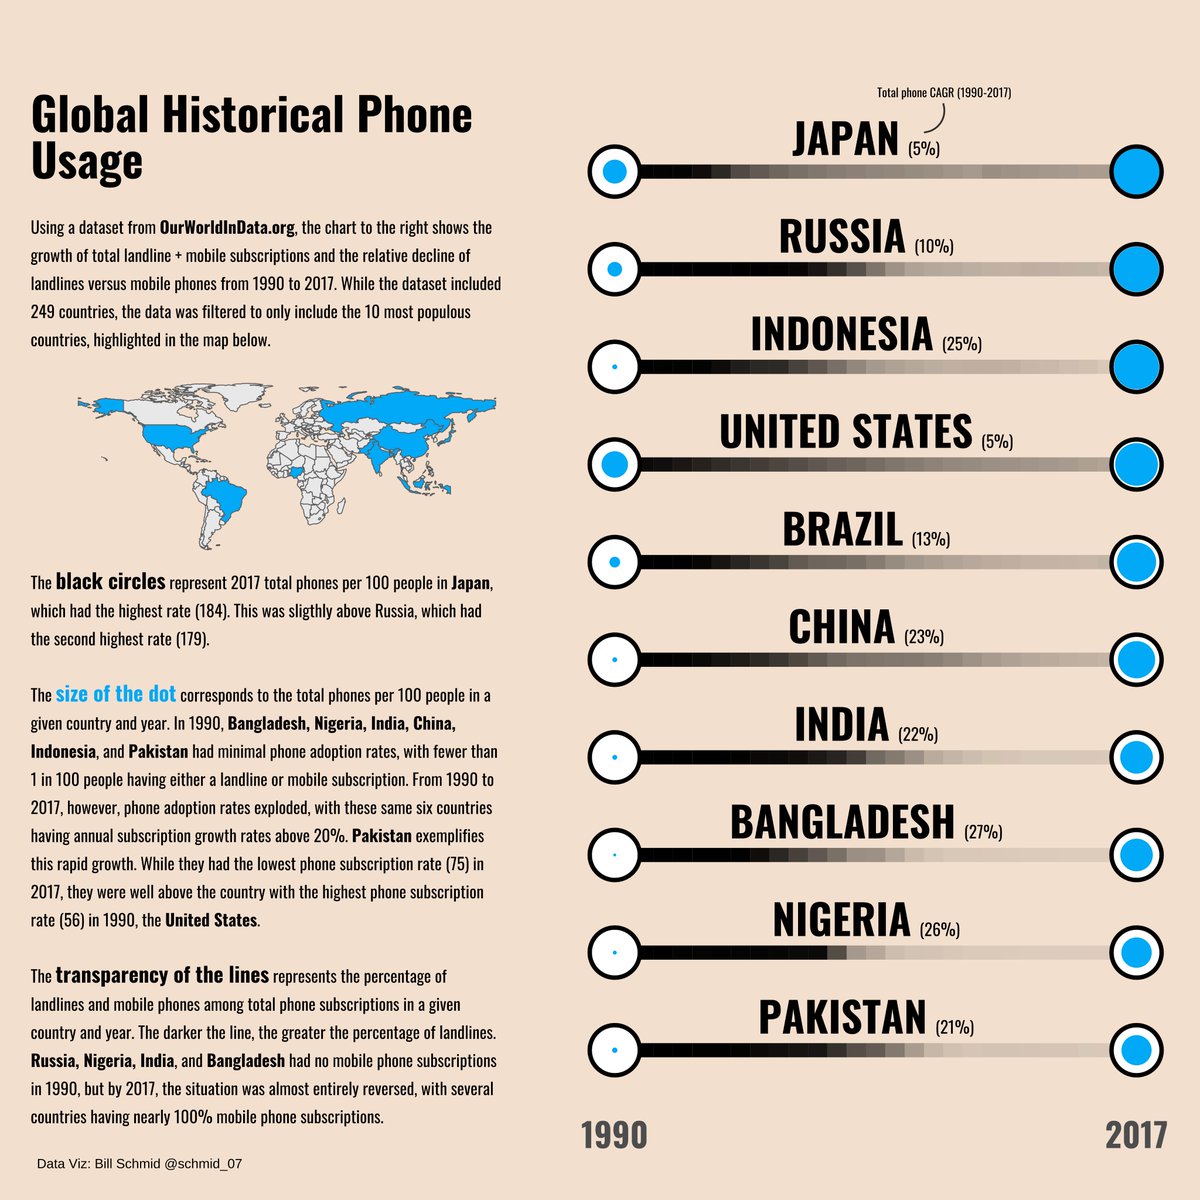 Global Historical Phone
Usage
Using a dataset from OurWorldInData.org, the chart to the right shows the
growth of total landline + mobile subscriptions and the relative decline of
landlines versus mobile phones from 1990 to 2017. While the dataset included
249 countries, the data was filtered to only include the 10 most populous
countries, highlighted in the map below.
The black circles represent 2017 total phones per 100 people in Japan,
which had the highest rate (184). This was sligthly above Russia, which had
the second highest rate (179).
The size of the dot corresponds to the total phones per 100 people in a
given country and year. In 1990, Bangladesh, Nigeria, India, China,
Indonesia, and Pakistan had minimal phone adoption rates, with fewer than
1 in 100 people having either a landline or mobile subscription. From 1990 to
2017, however, phone adoption rates exploded, with these same six countries
having annual subscription growth rates above 20%. Pakistan exemplifies
this rapid growth. While they had the lowest phone subscription rate (75) in
2017, they were well above the country with the highest phone subscription
rate (56) in 1990, the United States.
The transparency of the lines represents the percentage of
landlines and mobile phones among total phone subscriptions in a given
country and year. The darker the line, the greater the percentage of landlines.
Russia, Nigeria, India, and Bangladesh had no mobile phone subscriptions
in 1990, but by 2017, the situation was almost entirely reversed, with several
countries having nearly 100% mobile phone subscriptions.
Data Viz: Bill Schmid @schmid_07
Total phone CAGR (1990-2017)
JAPAN (5%)
RUSSIA (10%)
INDONESIA (25%)
UNITED STATES (5%)
BRAZIL (13%)
CHINA (23%)
INDIA (22%)
BANGLADESH (27%)
NIGERIA (26%)
PAKISTAN (21%)
1990
2017